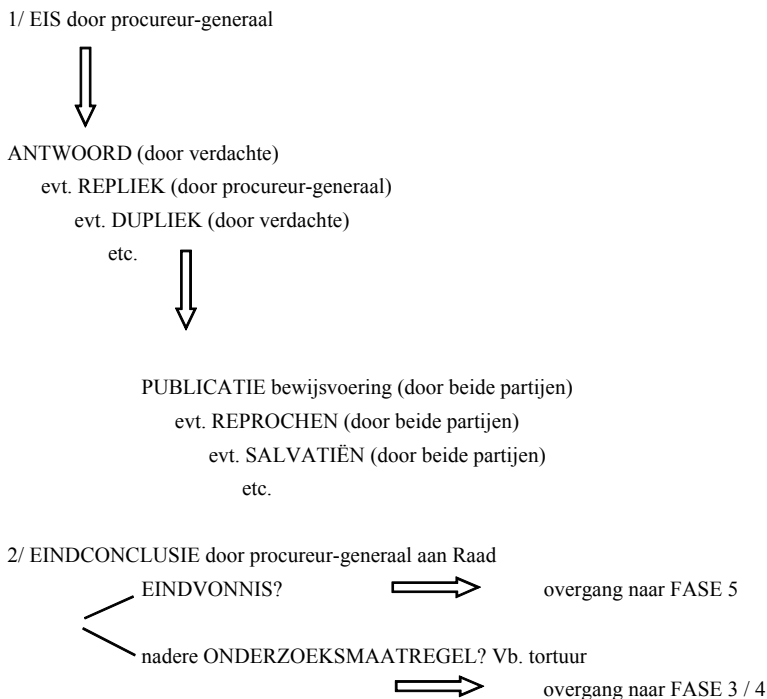 1/ EIS door procureur-generaal
ANTWOORD (door verdachte)
evt. REPLIEK (door procureur-generaal)
evt. DUPLIEK (door verdachte)
etc.
PUBLICATIE bewijsvoering (door beide partijen)
evt. REPROCHEN (door beide partijen)
evt. SALVATIËN (door beide partijen)
etc.
2/ EINDCONCLUSIE door procureur-generaal aan Raad
EINDVONNIS? overgang naar FASE 5
nadere ONDERZOEKSMAATREGEL? Vb. tortuur
overgang naar FASE 3 / 4